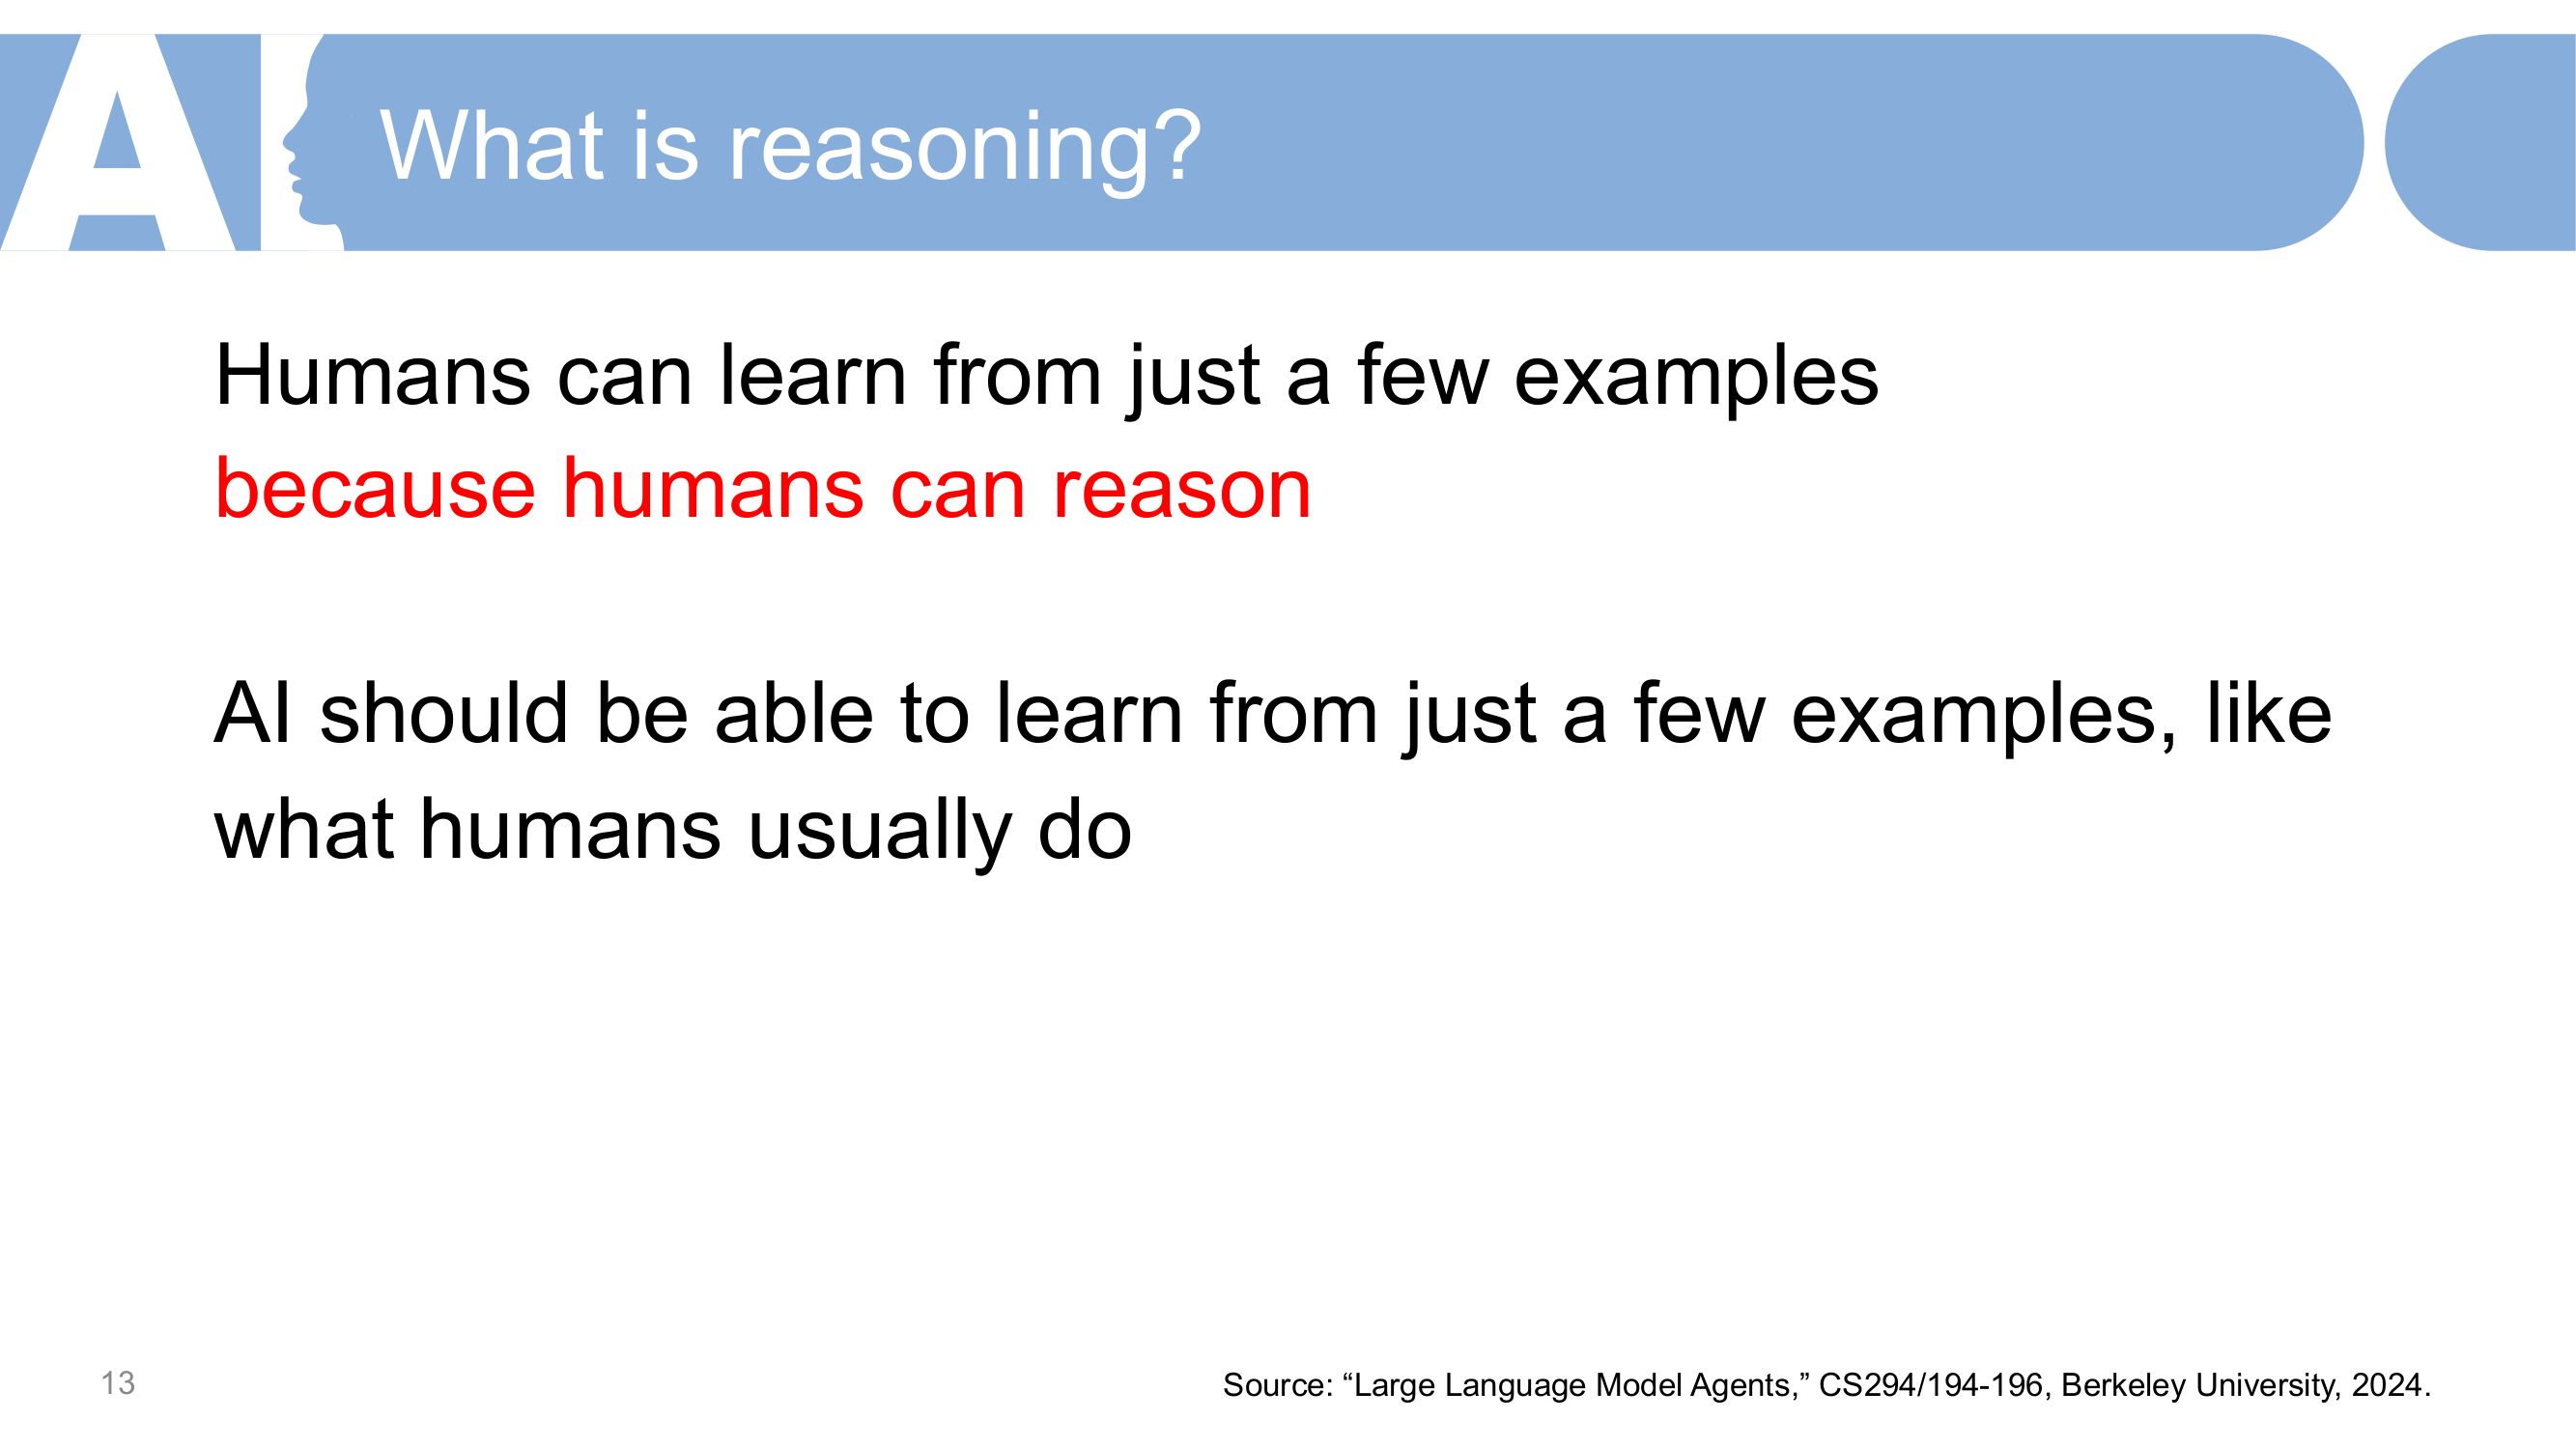 AI
What is reasoning?
Humans can learn from just a few examples
because humans can reason
AI should be able to learn from just a few examples, like
what humans usually do
13
Source: “Large Language Model Agents,” CS294/194-196, Berkeley University, 2024.